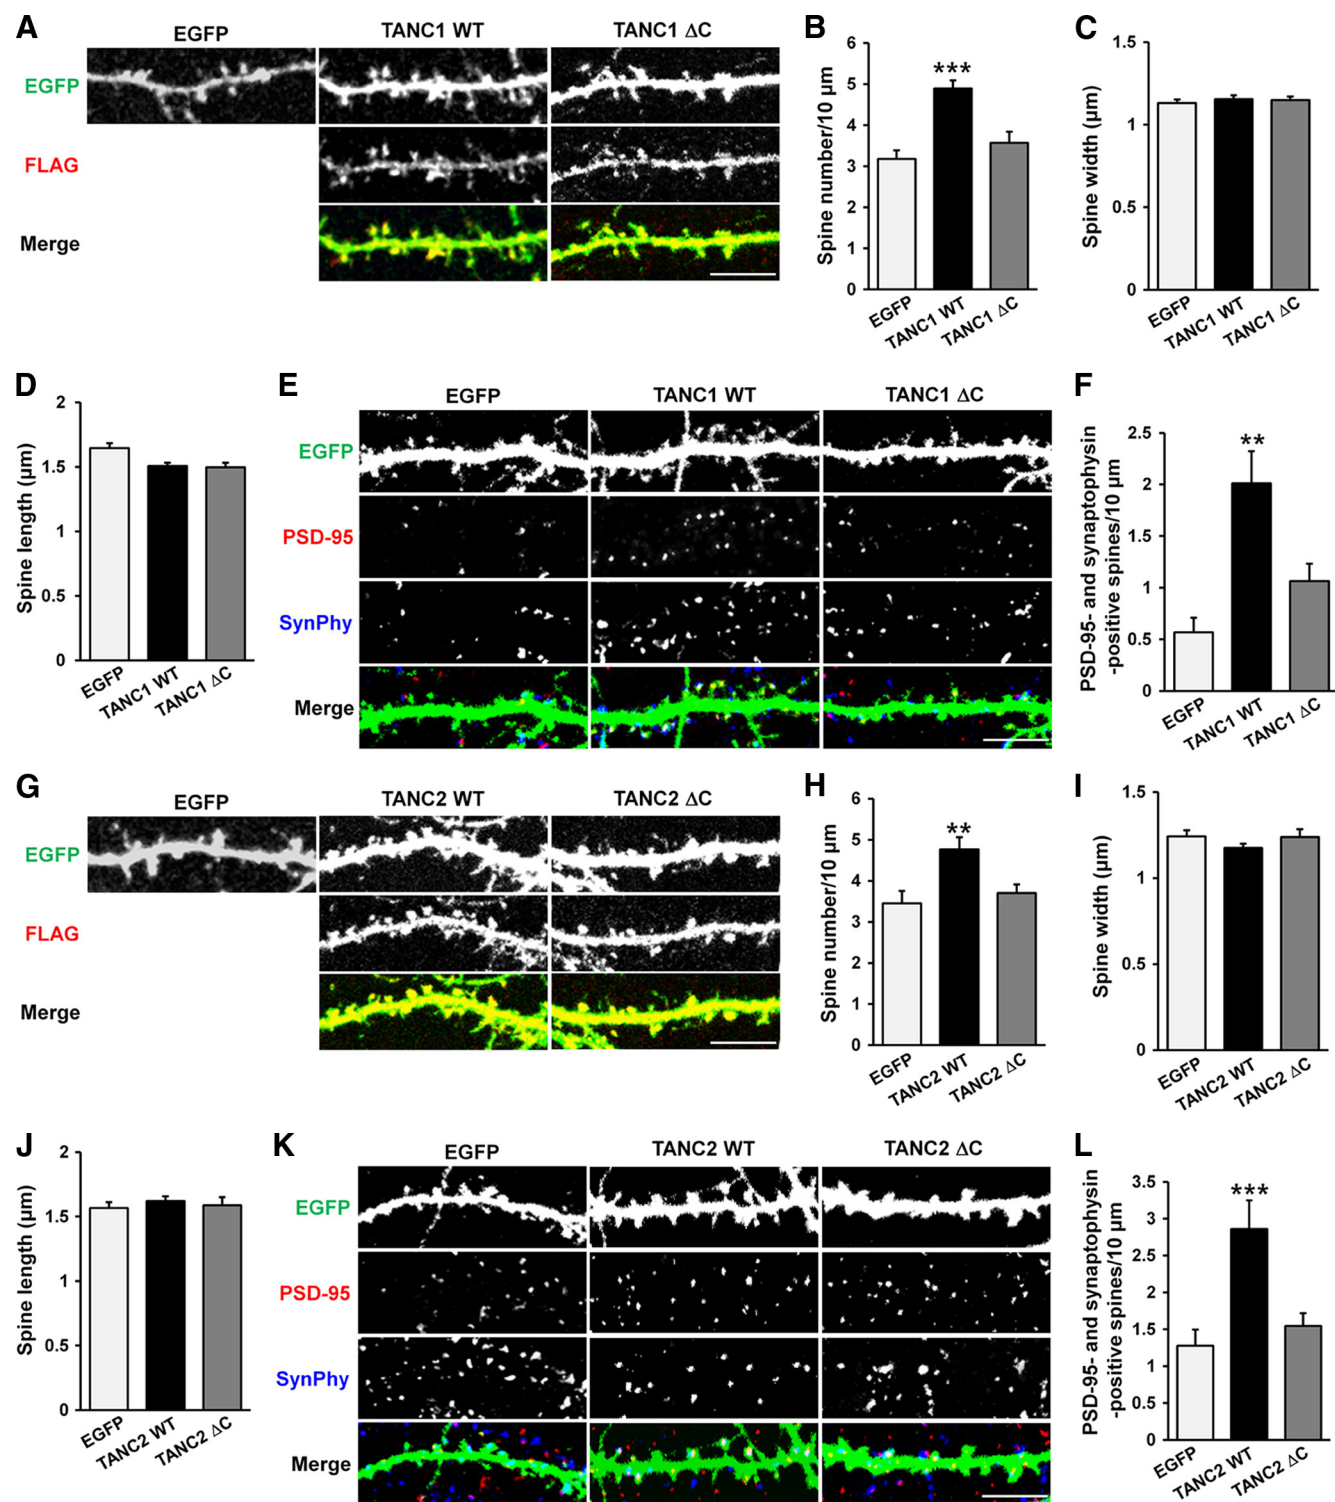 A
EGFP
TANC1 WT
TANC1 ΔC
EGFP
FLAG
Merge
B
Spine number/10 µm
6
5
4
3
2
1
0
***
EGFP
TANC1 WT
TANC1 ΔC
C
Spine width (µm)
1.5
1
0.5
0
EGFP
TANC1 WT
TANC1 ΔC
D
Spine length (µm)
2
1.5
1
0.5
0
EGFP
TANC1 WT
TANC1 ΔC
E
EGFP
TANC1 WT
TANC1 ΔC
EGFP
PSD-95
SynPhy
Merge
F
PSD-95- and synaptophysin
-positive spines/10 µm
2.5
2
1.5
1
0.5
0
**
EGFP
TANC1 WT
TANC1 ΔC
G
EGFP
TANC2 WT
TANC2 ΔC
EGFP
FLAG
Merge
H
Spine number/10 µm
6
5
4
3
2
1
0
**
EGFP
TANC2 WT
TANC2 ΔC
I
Spine width (µm)
1.5
1
0.5
0
EGFP
TANC2 WT
TANC2 ΔC
J
Spine length (µm)
2
1.5
1
0.5
0
EGFP
TANC2 WT
TANC2 ΔC
K
EGFP
TANC2 WT
TANC2 ΔC
EGFP
PSD-95
SynPhy
Merge
L
PSD-95- and synaptophysin
-positive spines/10 µm
3.5
3
2.5
2
1.5
1
0.5
0
***
EGFP
TANC2 WT
TANC2 ΔC